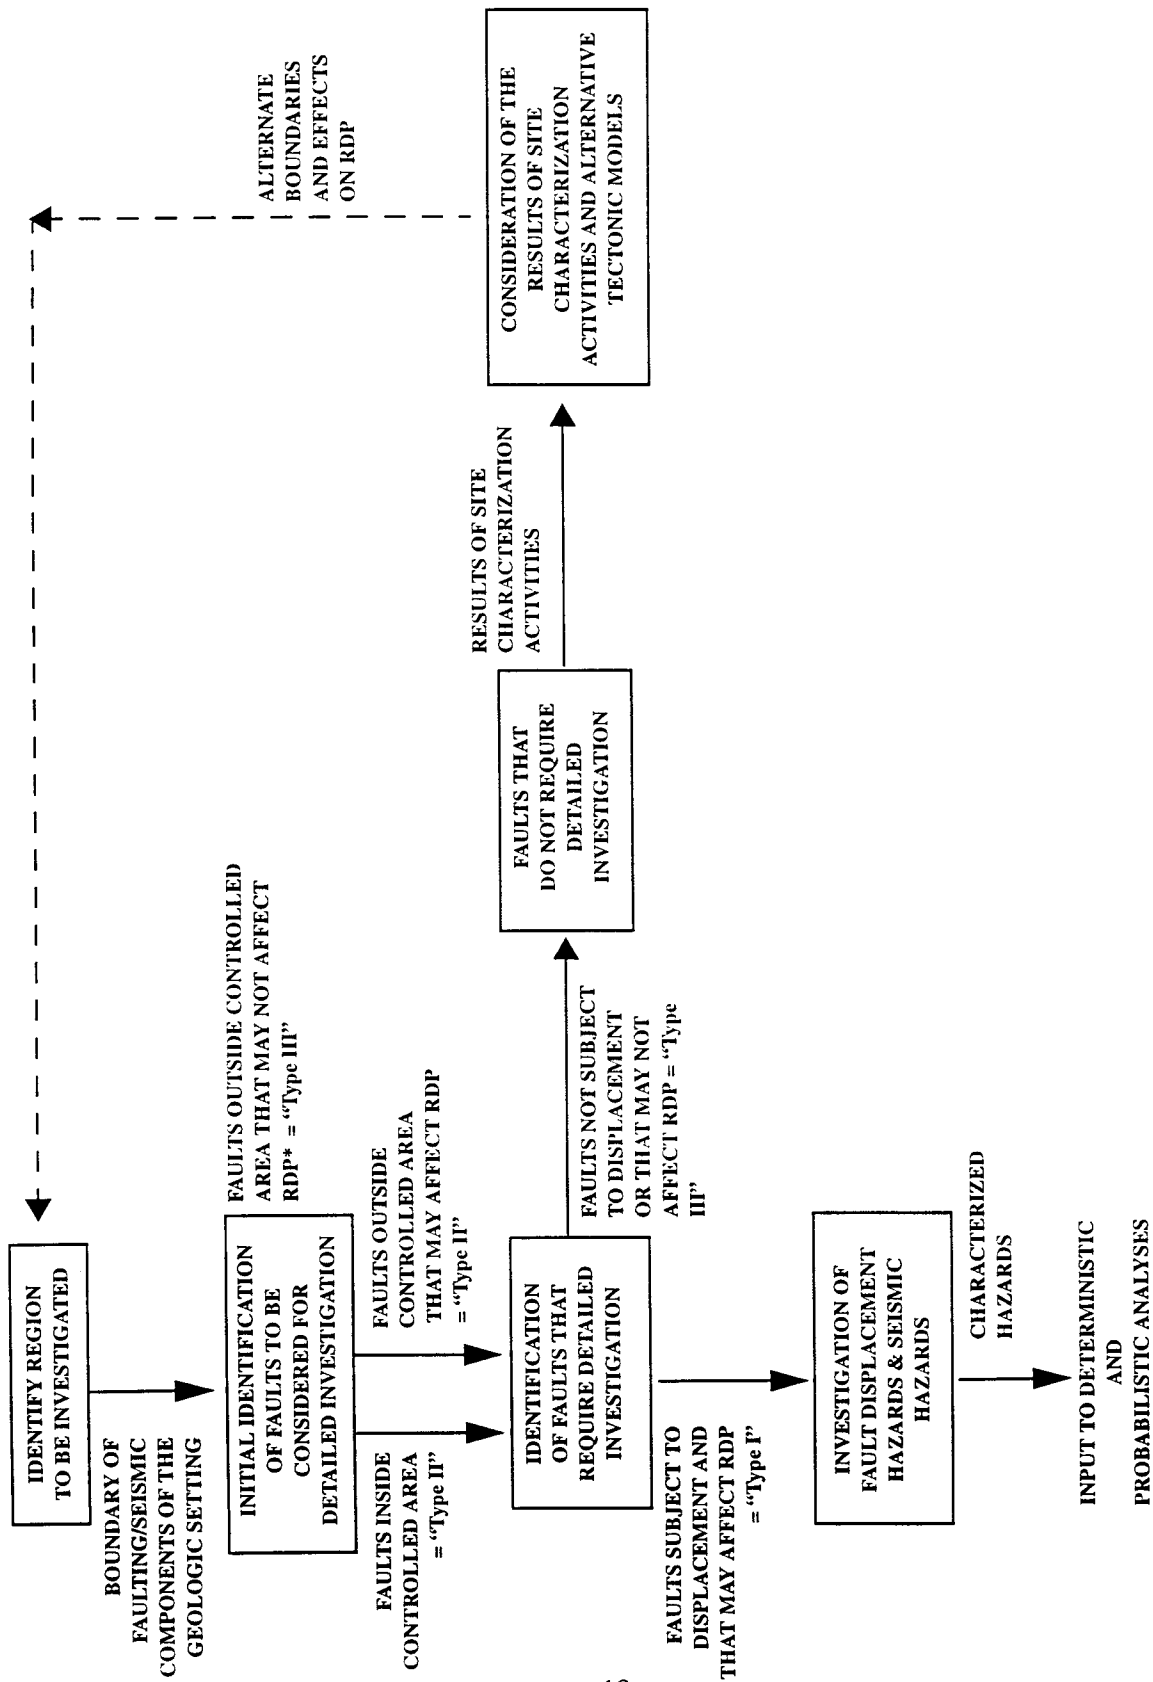 IDENTIFY REGION
TO BE INVESTIGATED
BOUNDARY OF
FAULTING/SEISMIC
COMPONENTS OF THE
GEOLOGIC SETTING
INITIAL IDENTIFICATION
OF FAULTS TO BE
CONSIDERED FOR
DETAILED INVESTIGATION
FAULTS OUTSIDE CONTROLLED
AREA THAT MAY NOT AFFECT
RDP* = “Type III”
FAULTS INSIDE
CONTROLLED AREA
= “Type II”
FAULTS OUTSIDE
CONTROLLED AREA
THAT MAY AFFECT RDP
= “Type II”
IDENTIFICATION
OF FAULTS THAT
REQUIRE DETAILED
INVESTIGATION
FAULTS NOT SUBJECT
TO DISPLACEMENT
OR THAT MAY NOT
AFFECT RDP = “Type
III”
FAULTS THAT
DO NOT REQUIRE
DETAILED
INVESTIGATION
RESULTS OF SITE
CHARACTERIZATION
ACTIVITIES
CONSIDERATION OF THE
RESULTS OF SITE
CHARACTERIZATION
ACTIVITIES AND ALTERNATIVE
TECTONIC MODELS
ALTERNATE
BOUNDARIES
AND EFFECTS
ON RDP
FAULTS SUBJECT TO
DISPLACEMENT AND
THAT MAY AFFECT RDP
= “Type I”
INVESTIGATION OF
FAULT DISPLACEMENT
HAZARDS & SEISMIC
HAZARDS
CHARACTERIZED
HAZARDS
INPUT TO DETERMINISTIC
AND
PROBABILISTIC ANALYSES